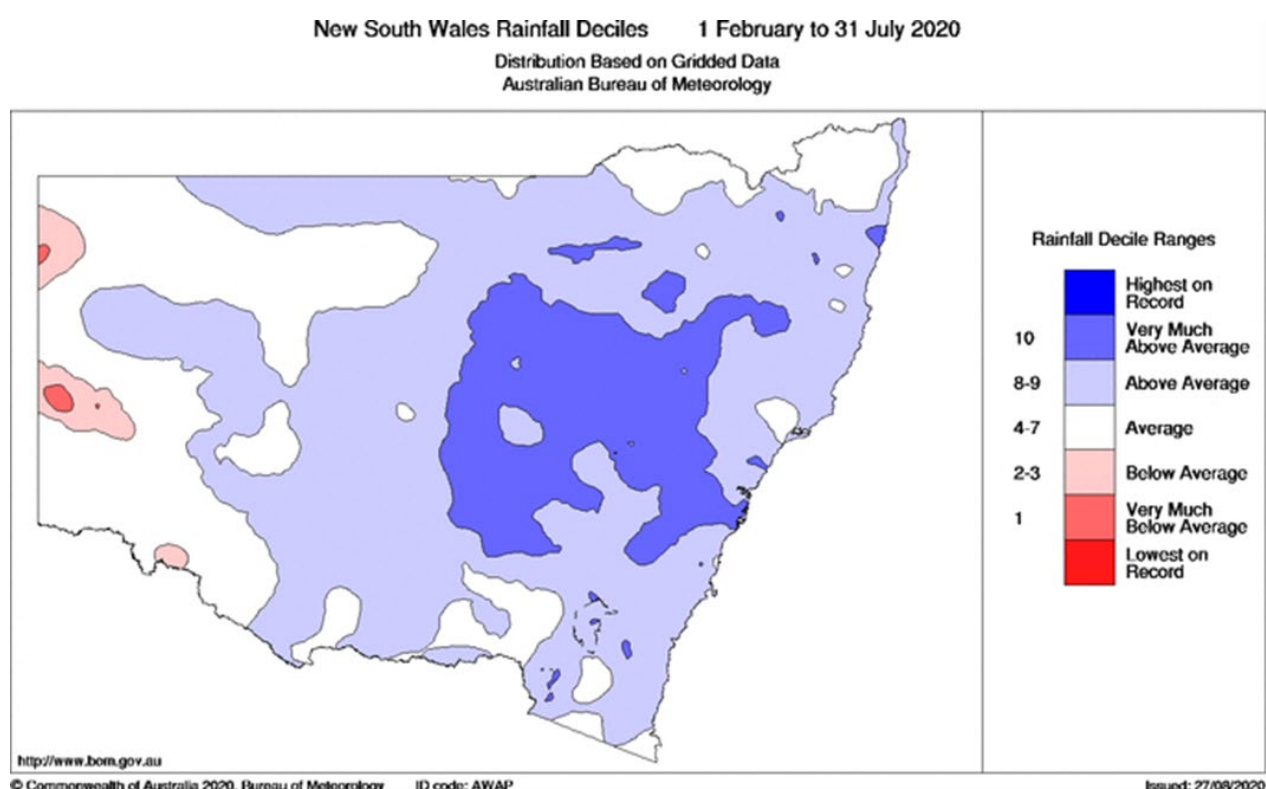 New South Wales Rainfall Deciles 1 February to 31 July 2020
Distribution Based on Gridded Data
Australian Bureau of Meteorology
Rainfall Decile Ranges
Highest on
Record
10 Very Much
Above Average
8-9 Above Average
4-7 Average
2-3 Below Average
1 Very Much
Below Average
Lowest on
Record
http://www.bom.gov.au
© Commonwealth of Australia 2020, Bureau of Meteorology ID code: AWAP Issued: 27/08/2020